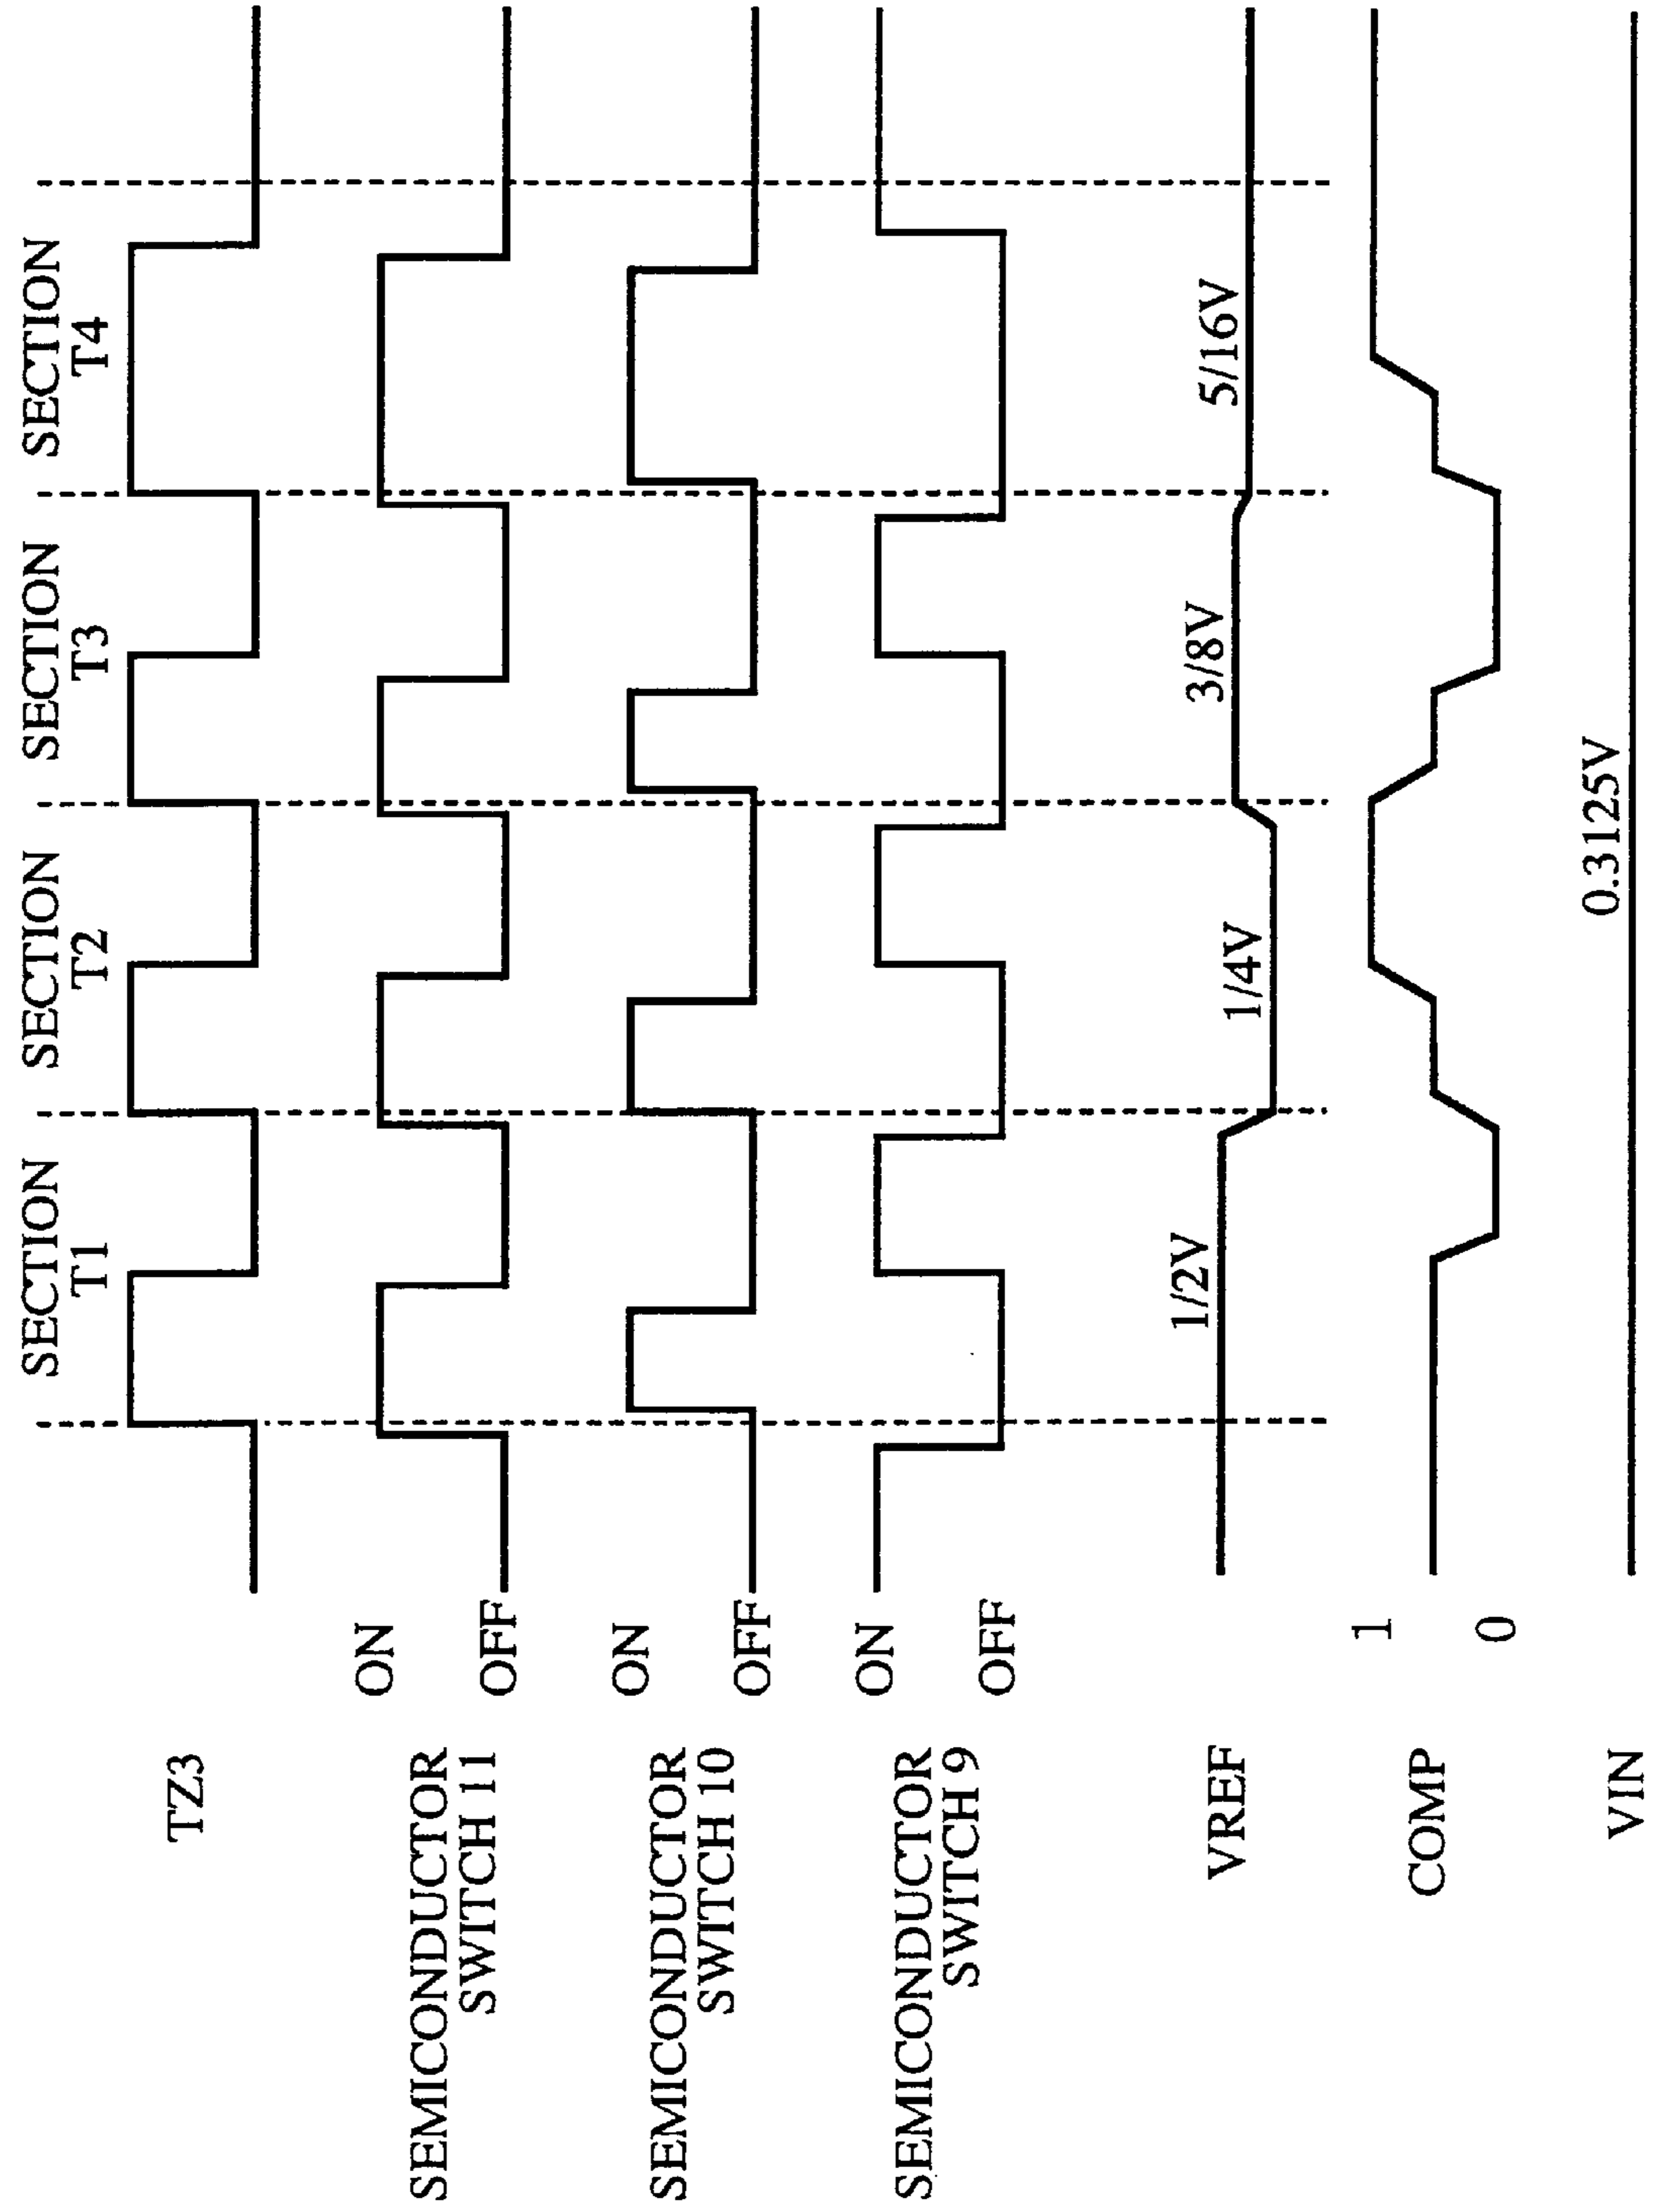 SECTION
T1
SECTION
T2
SECTION
T3
SECTION
T4
TZ3
SEMICONDUCTOR
SWITCH 11
ON
OFF
SEMICONDUCTOR
SWITCH 10
ON
OFF
SEMICONDUCTOR
SWITCH 9
ON
OFF
VREF
1/2V
1/4V
3/8V
5/16V
COMP
1
0
VIN
0.3125V